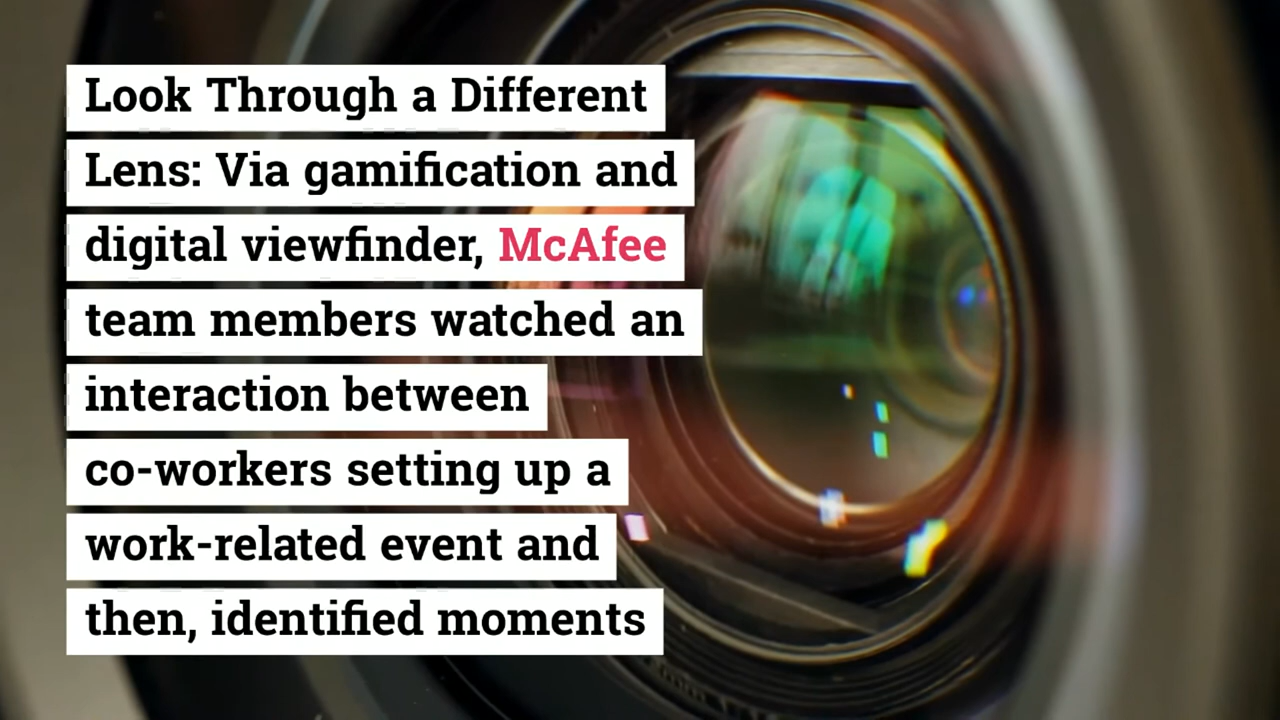 Look Through a Different
Lens: Via gamification and
digital viewfinder, McAfee
team members watched an
interaction between
co-workers setting up a
work-related event and
then, identified moments